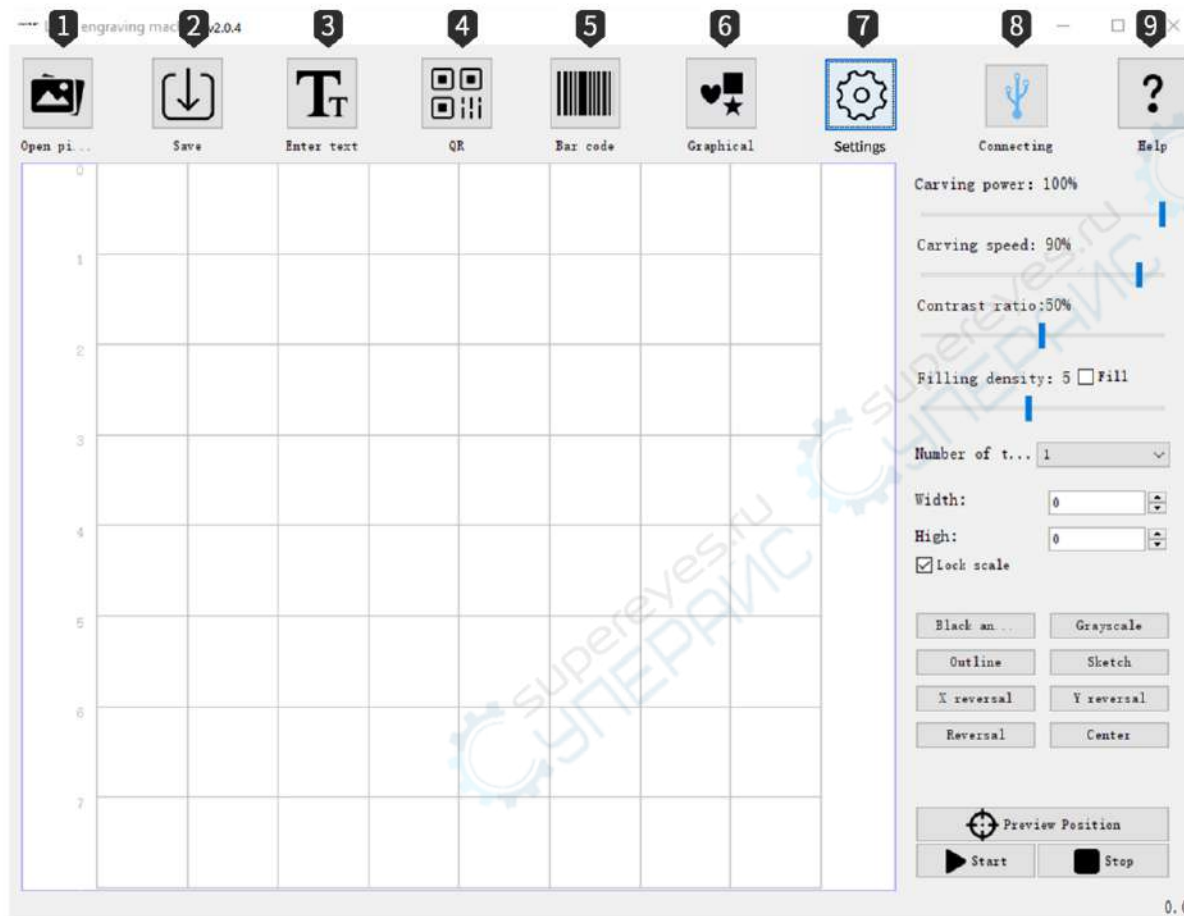 1 2 3 4 5 6 7 8 9
engraving mac v2.0.4
Open pi... Save Enter text QR Bar code Graphical Settings Connecting Help
0
1
2
3
4
5
6
7
Carving power: 100%
Carving speed: 90%
Contrast ratio:50%
Filling density: 5 Fill
Number of t... 1
Width: 0
High: 0
Lock scale
Black an... Grayscale
Outline Sketch
X reversal Y reversal
Reversal Center
Preview Position
Start Stop
supereyes.ru
СУПЕРАЙС
supereyes.ru
СУПЕРАЙС